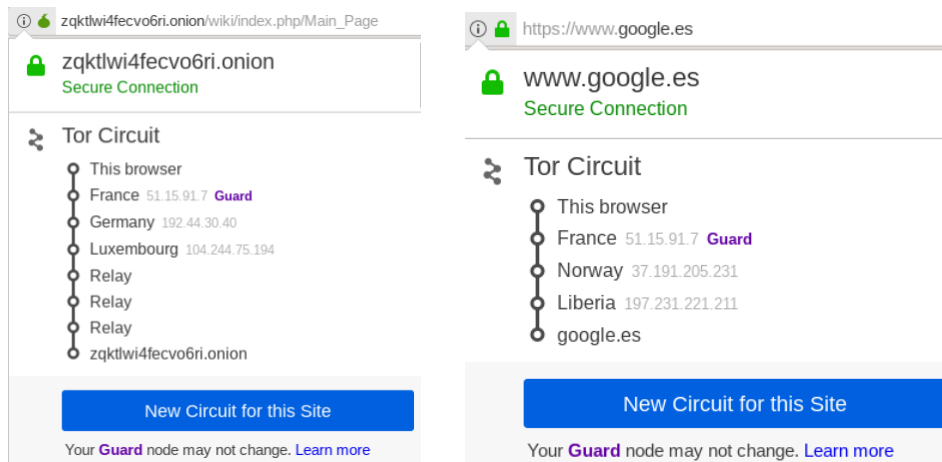 zqktlwi4fecvo6ri.onion/wiki/index.php/Main_Page
zqktlwi4fecvo6ri.onion
Secure Connection
Tor Circuit
This browser
France 51.15.91.7 Guard
Germany 192.44.30.40
Luxembourg 104.244.75.194
Relay
Relay
Relay
zqktlwi4fecvo6ri.onion
New Circuit for this Site
Your Guard node may not change. Learn more
https://www.google.es
www.google.es
Secure Connection
Tor Circuit
This browser
France 51.15.91.7 Guard
Norway 37.191.205.231
Liberia 197.231.221.211
google.es
New Circuit for this Site
Your Guard node may not change. Learn more